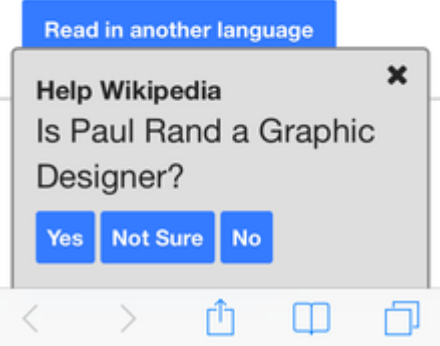 Read in another language
Help Wikipedia
Is Paul Rand a Graphic
Designer?
Yes Not Sure No